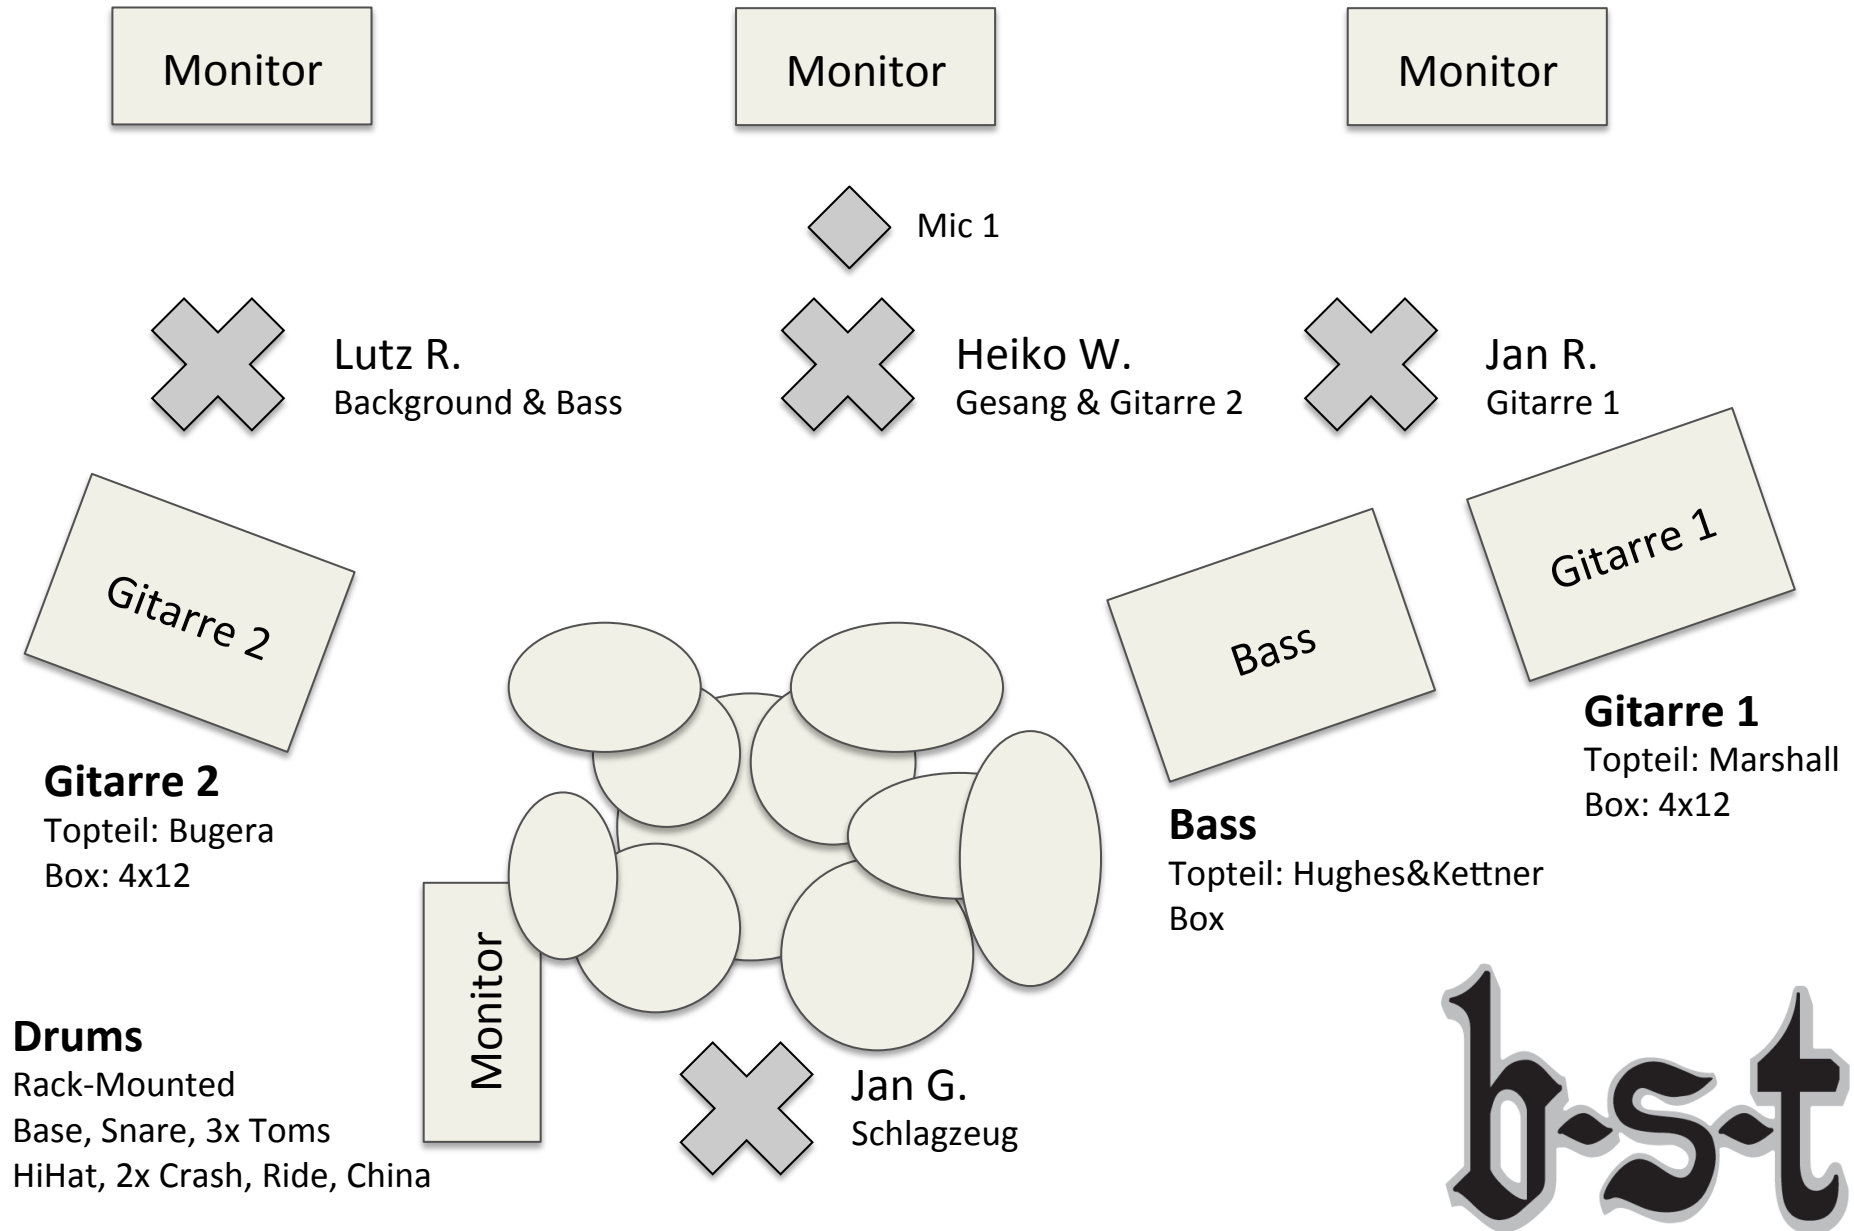 Monitor
Monitor
Monitor
Mic 1
Lutz R.
Background & Bass
Heiko W.
Gesang & Gitarre 2
Jan R.
Gitarre 1
Gitarre 2
Bass
Gitarre 1
Gitarre 2
Topteil: Bugera
Box: 4x12
Bass
Topteil: Hughes&Kettner
Box
Gitarre 1
Topteil: Marshall
Box: 4x12
Monitor
Drums
Rack-Mounted
Base, Snare, 3x Toms
HiHat, 2x Crash, Ride, China
Jan G.
Schlagzeug
b-s-t